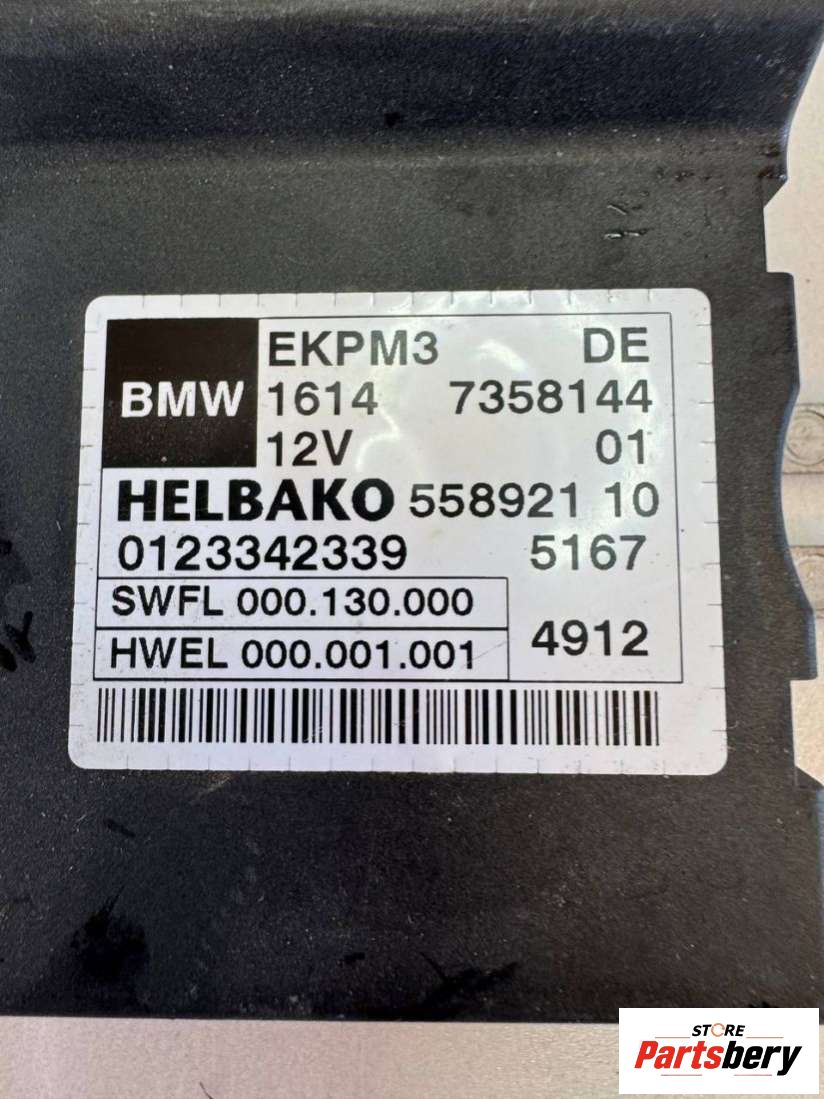 EKPM3 DE
BMW 1614 7358144
12V 01
HELBAKO 558921 10
0123342339 5167
SWFL 000.130.000
HWEL 000.001.001
4912
STORE
Partsbery